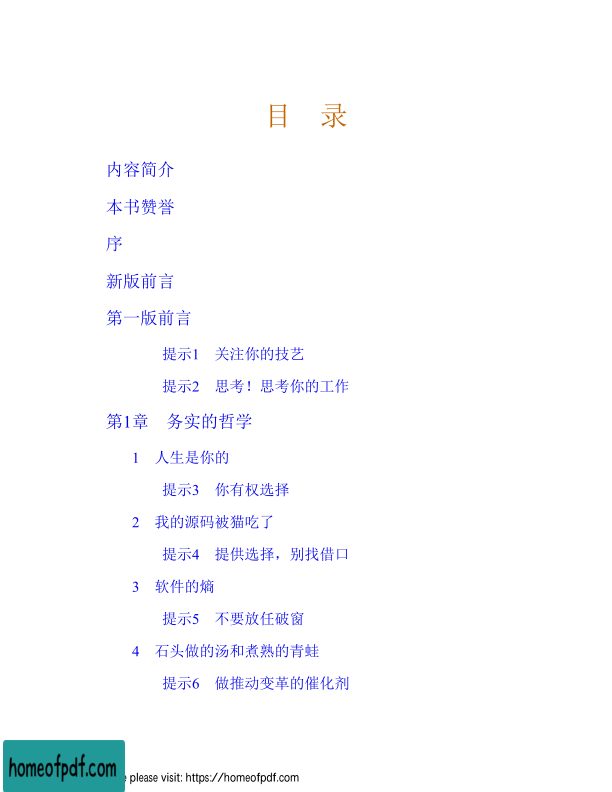 目 录
内容简介
本书赞誉
序
新版前言
第一版前言
提示1 关注你的技艺
提示2 思考！思考你的工作
第1章 务实的哲学
1 人生是你的
提示3 你有权选择
2 我的源码被猫吃了
提示4 提供选择，别找借口
3 软件的熵
提示5 不要放任破窗
4 石头做的汤和煮熟的青蛙
提示6 做推动变革的催化剂
homeofpdf.com
please visit: https://homeofpdf.com